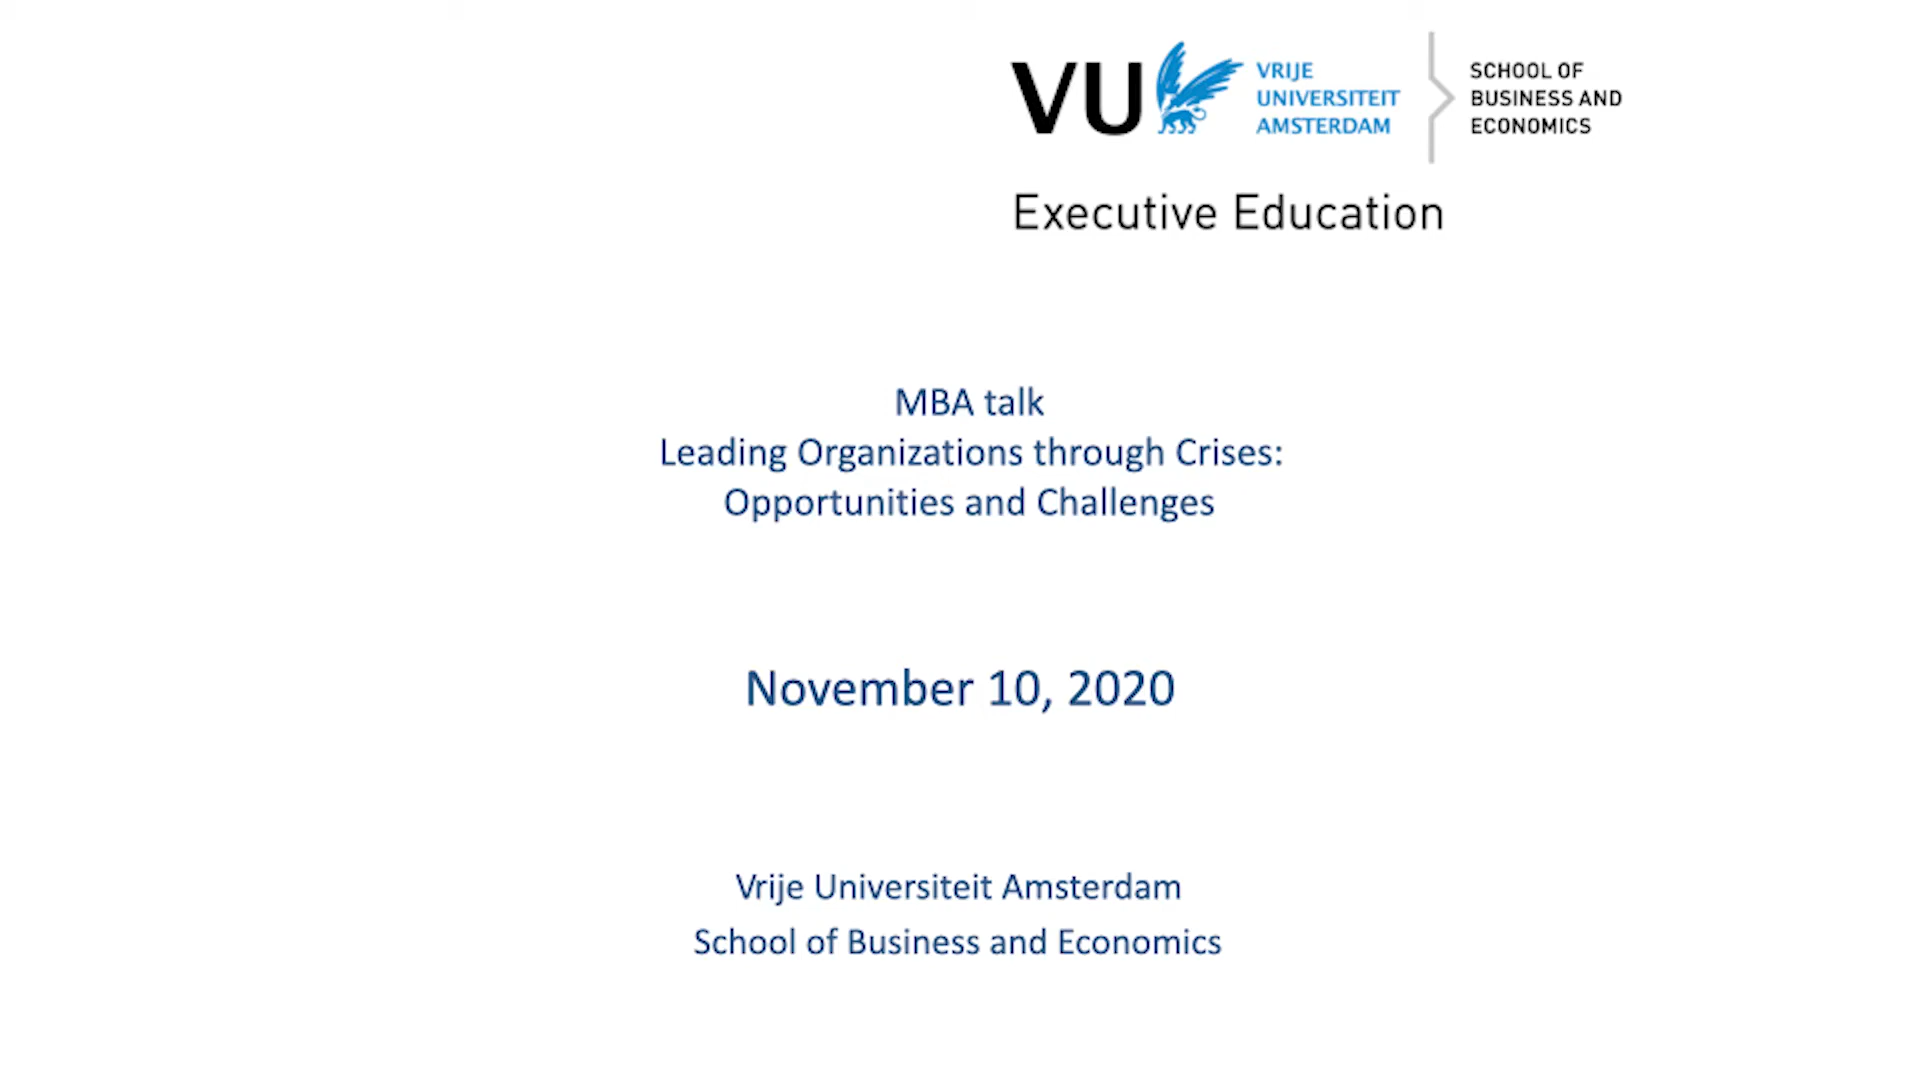 VU
VRIJE
UNIVERSITEIT
AMSTERDAM
SCHOOL OF
BUSINESS AND
ECONOMICS
Executive Education
MBA talk
Leading Organizations through Crises:
Opportunities and Challenges
November 10, 2020
Vrije Universiteit Amsterdam
School of Business and Economics